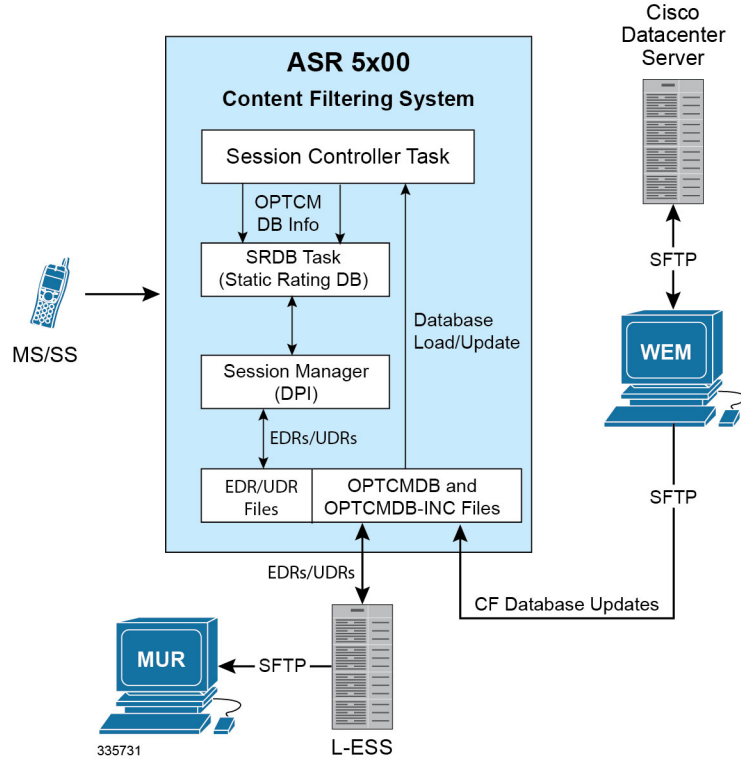 Cisco
Datacenter
Server
ASR 5x00
Content Filtering System
Session Controller Task
OPTCM
DB Info
SRDB Task
(Static Rating DB)
Database
Load/Update
Session Manager
(DPI)
EDRs/UDRs
EDR/UDR
Files
OPTCMDB and
OPTCMDB-INC Files
MS/SS
SFTP
WEM
SFTP
CF Database Updates
EDRs/UDRs
MUR
SFTP
L-ESS
335731